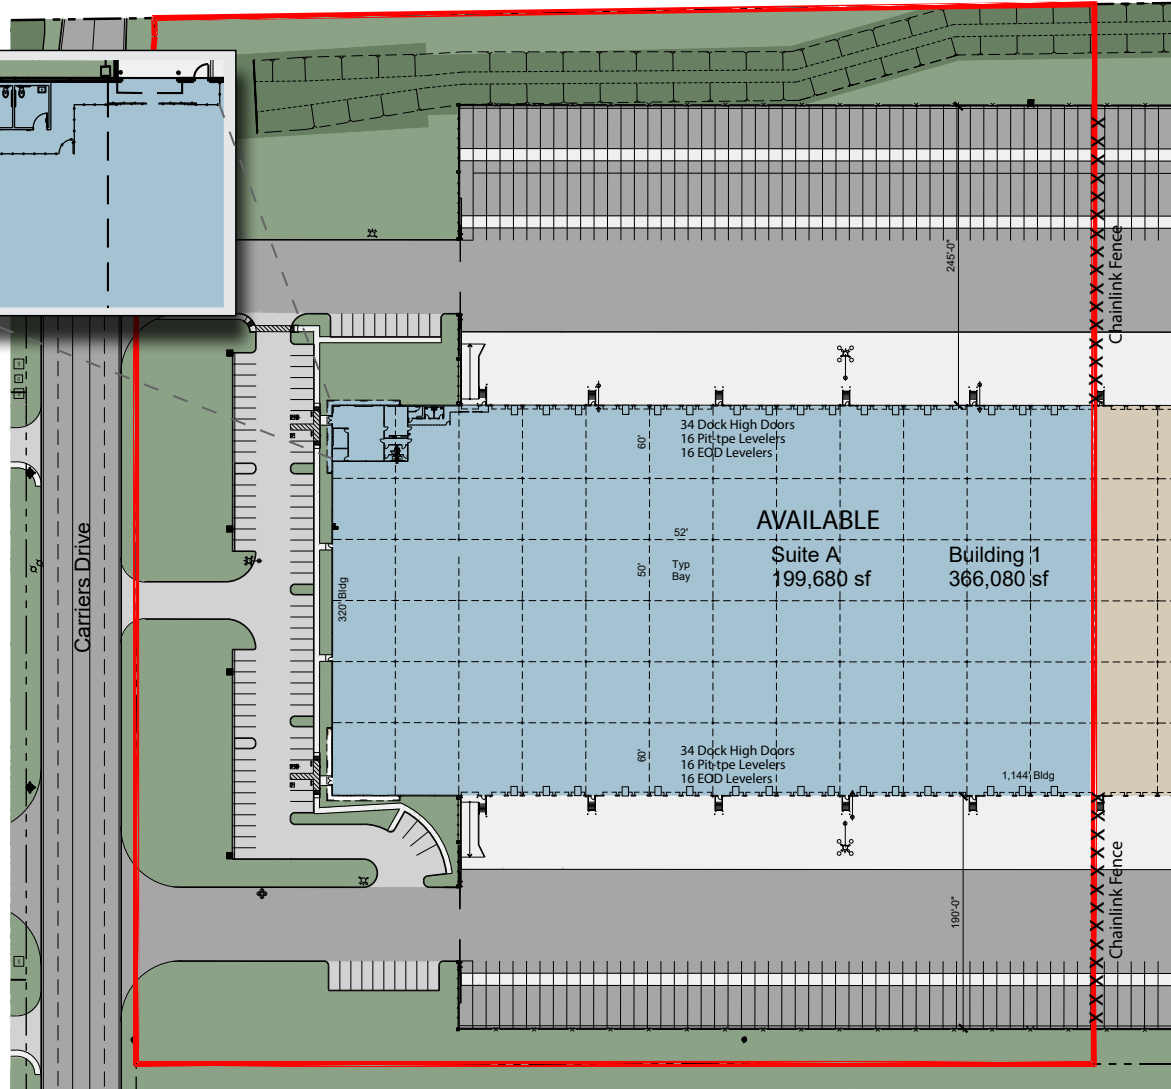 245'-0"
Chainlink Fence
34 Dock High Doors
16 Pit-tpe Levelers
16 EOD Levelers
60'
AVAILABLE
52'
Suite A
199,680 sf
Building 1
366,080 sf
50'
Typ
Bay
320' Bldg
Carriers Drive
60'
34 Dock High Doors
16 Pit-tpe Levelers
16 EOD Levelers
1,144' Bldg
190'-0"
Chainlink Fence